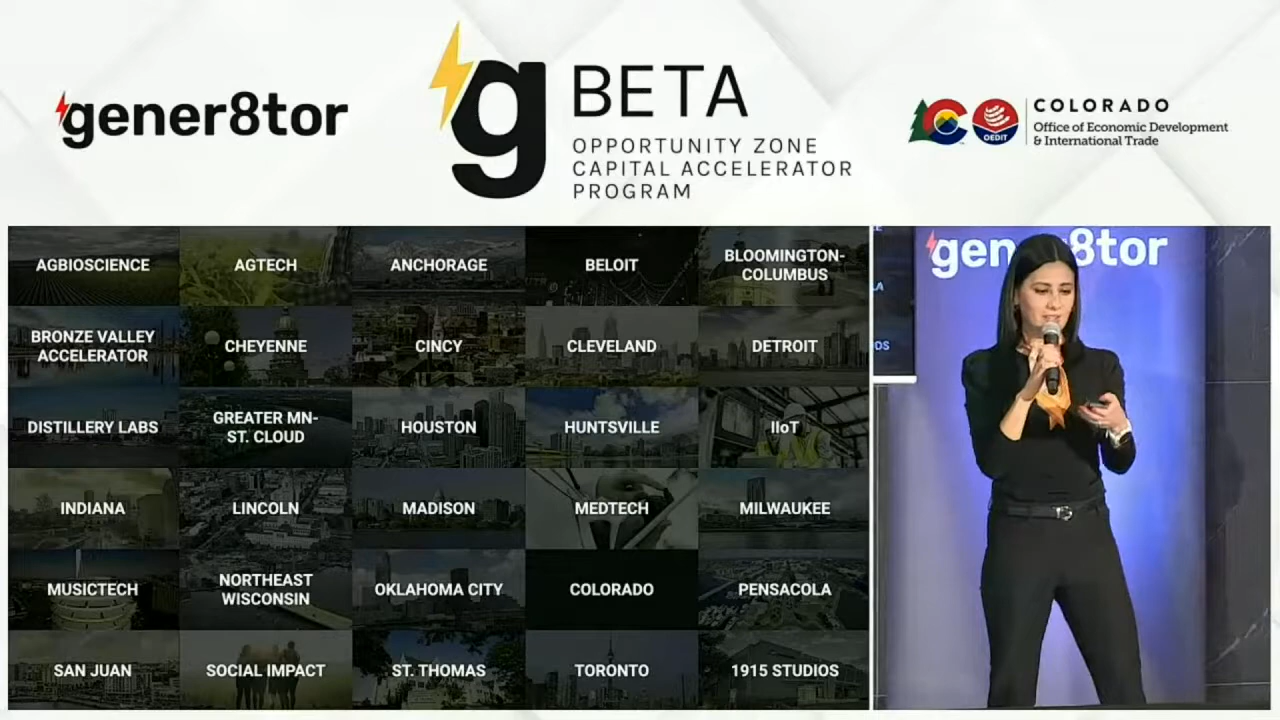 gener8tor
g BETA
OPPORTUNITY ZONE
CAPITAL ACCELERATOR
PROGRAM
OEDIT
COLORADO
Office of Economic Development
& International Trade
AGBIOSCIENCE
AGTECH
ANCHORAGE
BELOIT
BLOOMINGTON-
COLUMBUS
BRONZE VALLEY
ACCELERATOR
CHEYENNE
CINCY
CLEVELAND
DETROIT
DISTILLERY LABS
GREATER MN-
ST. CLOUD
HOUSTON
HUNTSVILLE
IIoT
INDIANA
LINCOLN
MADISON
MEDTECH
MILWAUKEE
MUSICTECH
NORTHEAST
WISCONSIN
OKLAHOMA CITY
COLORADO
PENSACOLA
SAN JUAN
SOCIAL IMPACT
ST. THOMAS
TORONTO
1915 STUDIOS
gener8tor
LA
DS